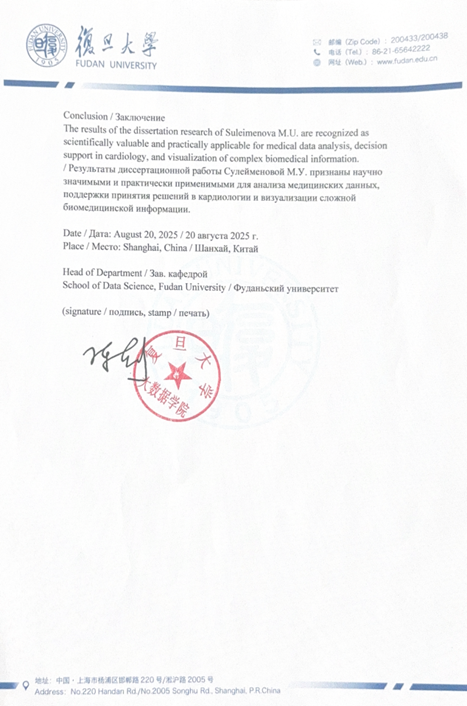 復旦大學
FUDAN UNIVERSITY
邮编 (Zip Code) : 200433/200438
电话 (Tel.) : 86-21-65642222
网址 (Web.) : www.fudan.edu.cn
Conclusion / Заключение
The results of the dissertation research of Suleimenova M.U. are recognized as
scientifically valuable and practically applicable for medical data analysis, decision
support in cardiology, and visualization of complex biomedical information.
/ Результаты диссертационной работы Сулейменовой М.У. признаны научно
значимыми и практически применимыми для анализа медицинских данных,
поддержки принятия решений в кардиологии и визуализации сложной
биомедицинской информации.
Date / Дата: August 20, 2025 / 20 августа 2025 г.
Place / Место: Shanghai, China / Шанхай, Китай
Head of Department / Зав. кафедрой
School of Data Science, Fudan University / Фуданьский университет
(signature / подпись, stamp / печать)
复旦大学
大数据学院
地址: 中国·上海市杨浦区邯郸路 220 号/淞沪路 2005 号
Address: No.220 Handan Rd./No.2005 Songhu Rd., Shanghai, P.R.China